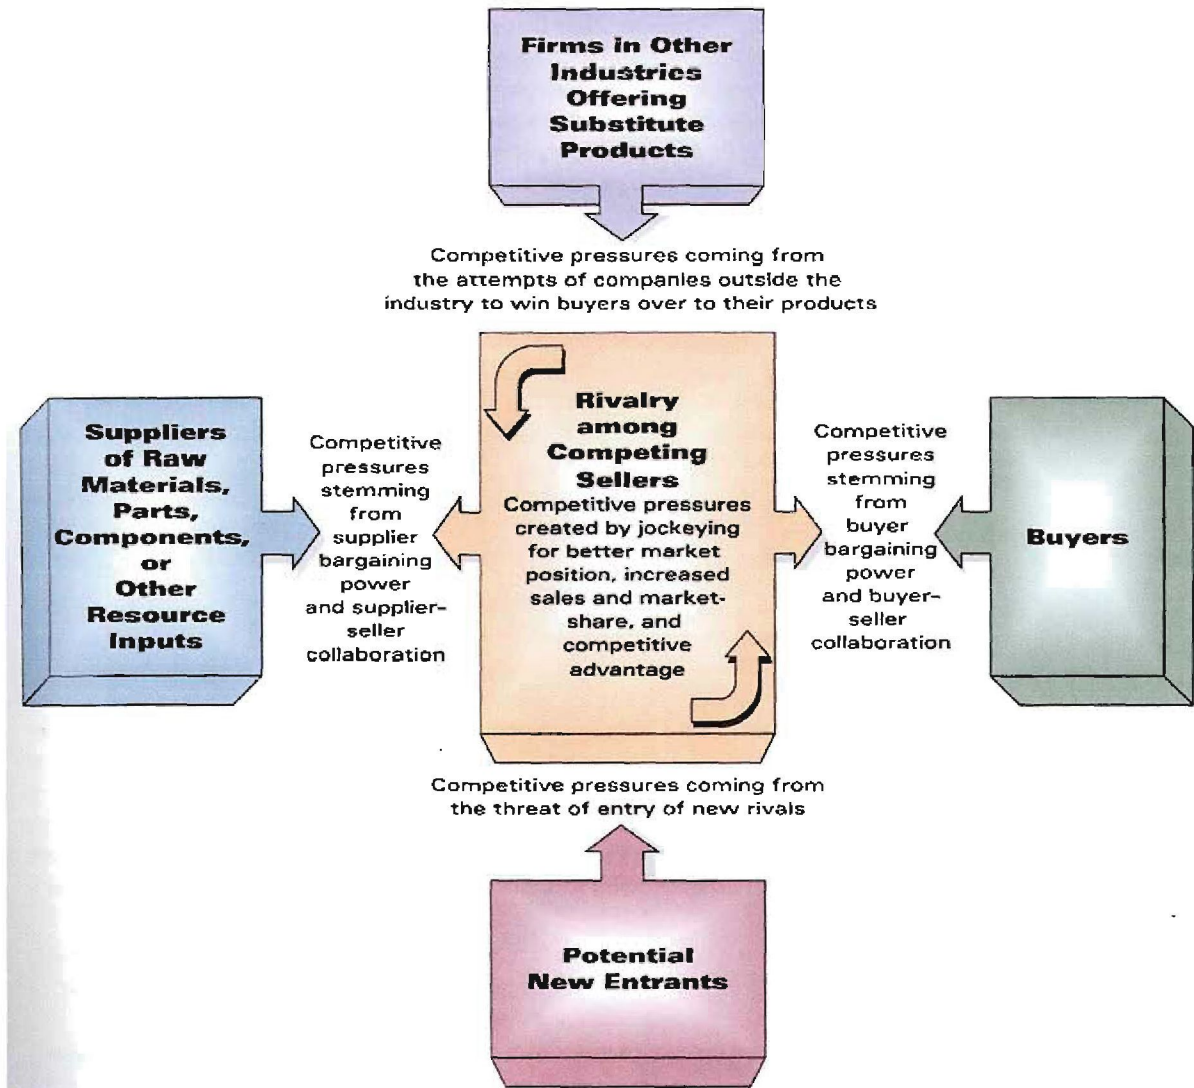 Firms in Other
Industries
Offering
Substitute
Products
Competitive pressures coming from
the attempts of companies outside the
industry to win buyers over to their products
Suppliers
of Raw
Materials,
Parts,
Components,
or
Other
Resource
Inputs
Competitive
pressures
stemming
from
supplier
bargaining
power
and supplier-
seller
collaboration
Rivalry
among
Competing
Sellers
Competitive pressures
created by jockeying
for better market
position, increased
sales and market-
share, and
competitive
advantage
Competitive
pressures
stemming
from
buyer
bargaining
power
and buyer-
seller
collaboration
Buyers
Competitive pressures coming from
the threat of entry of new rivals
Potential
New Entrants